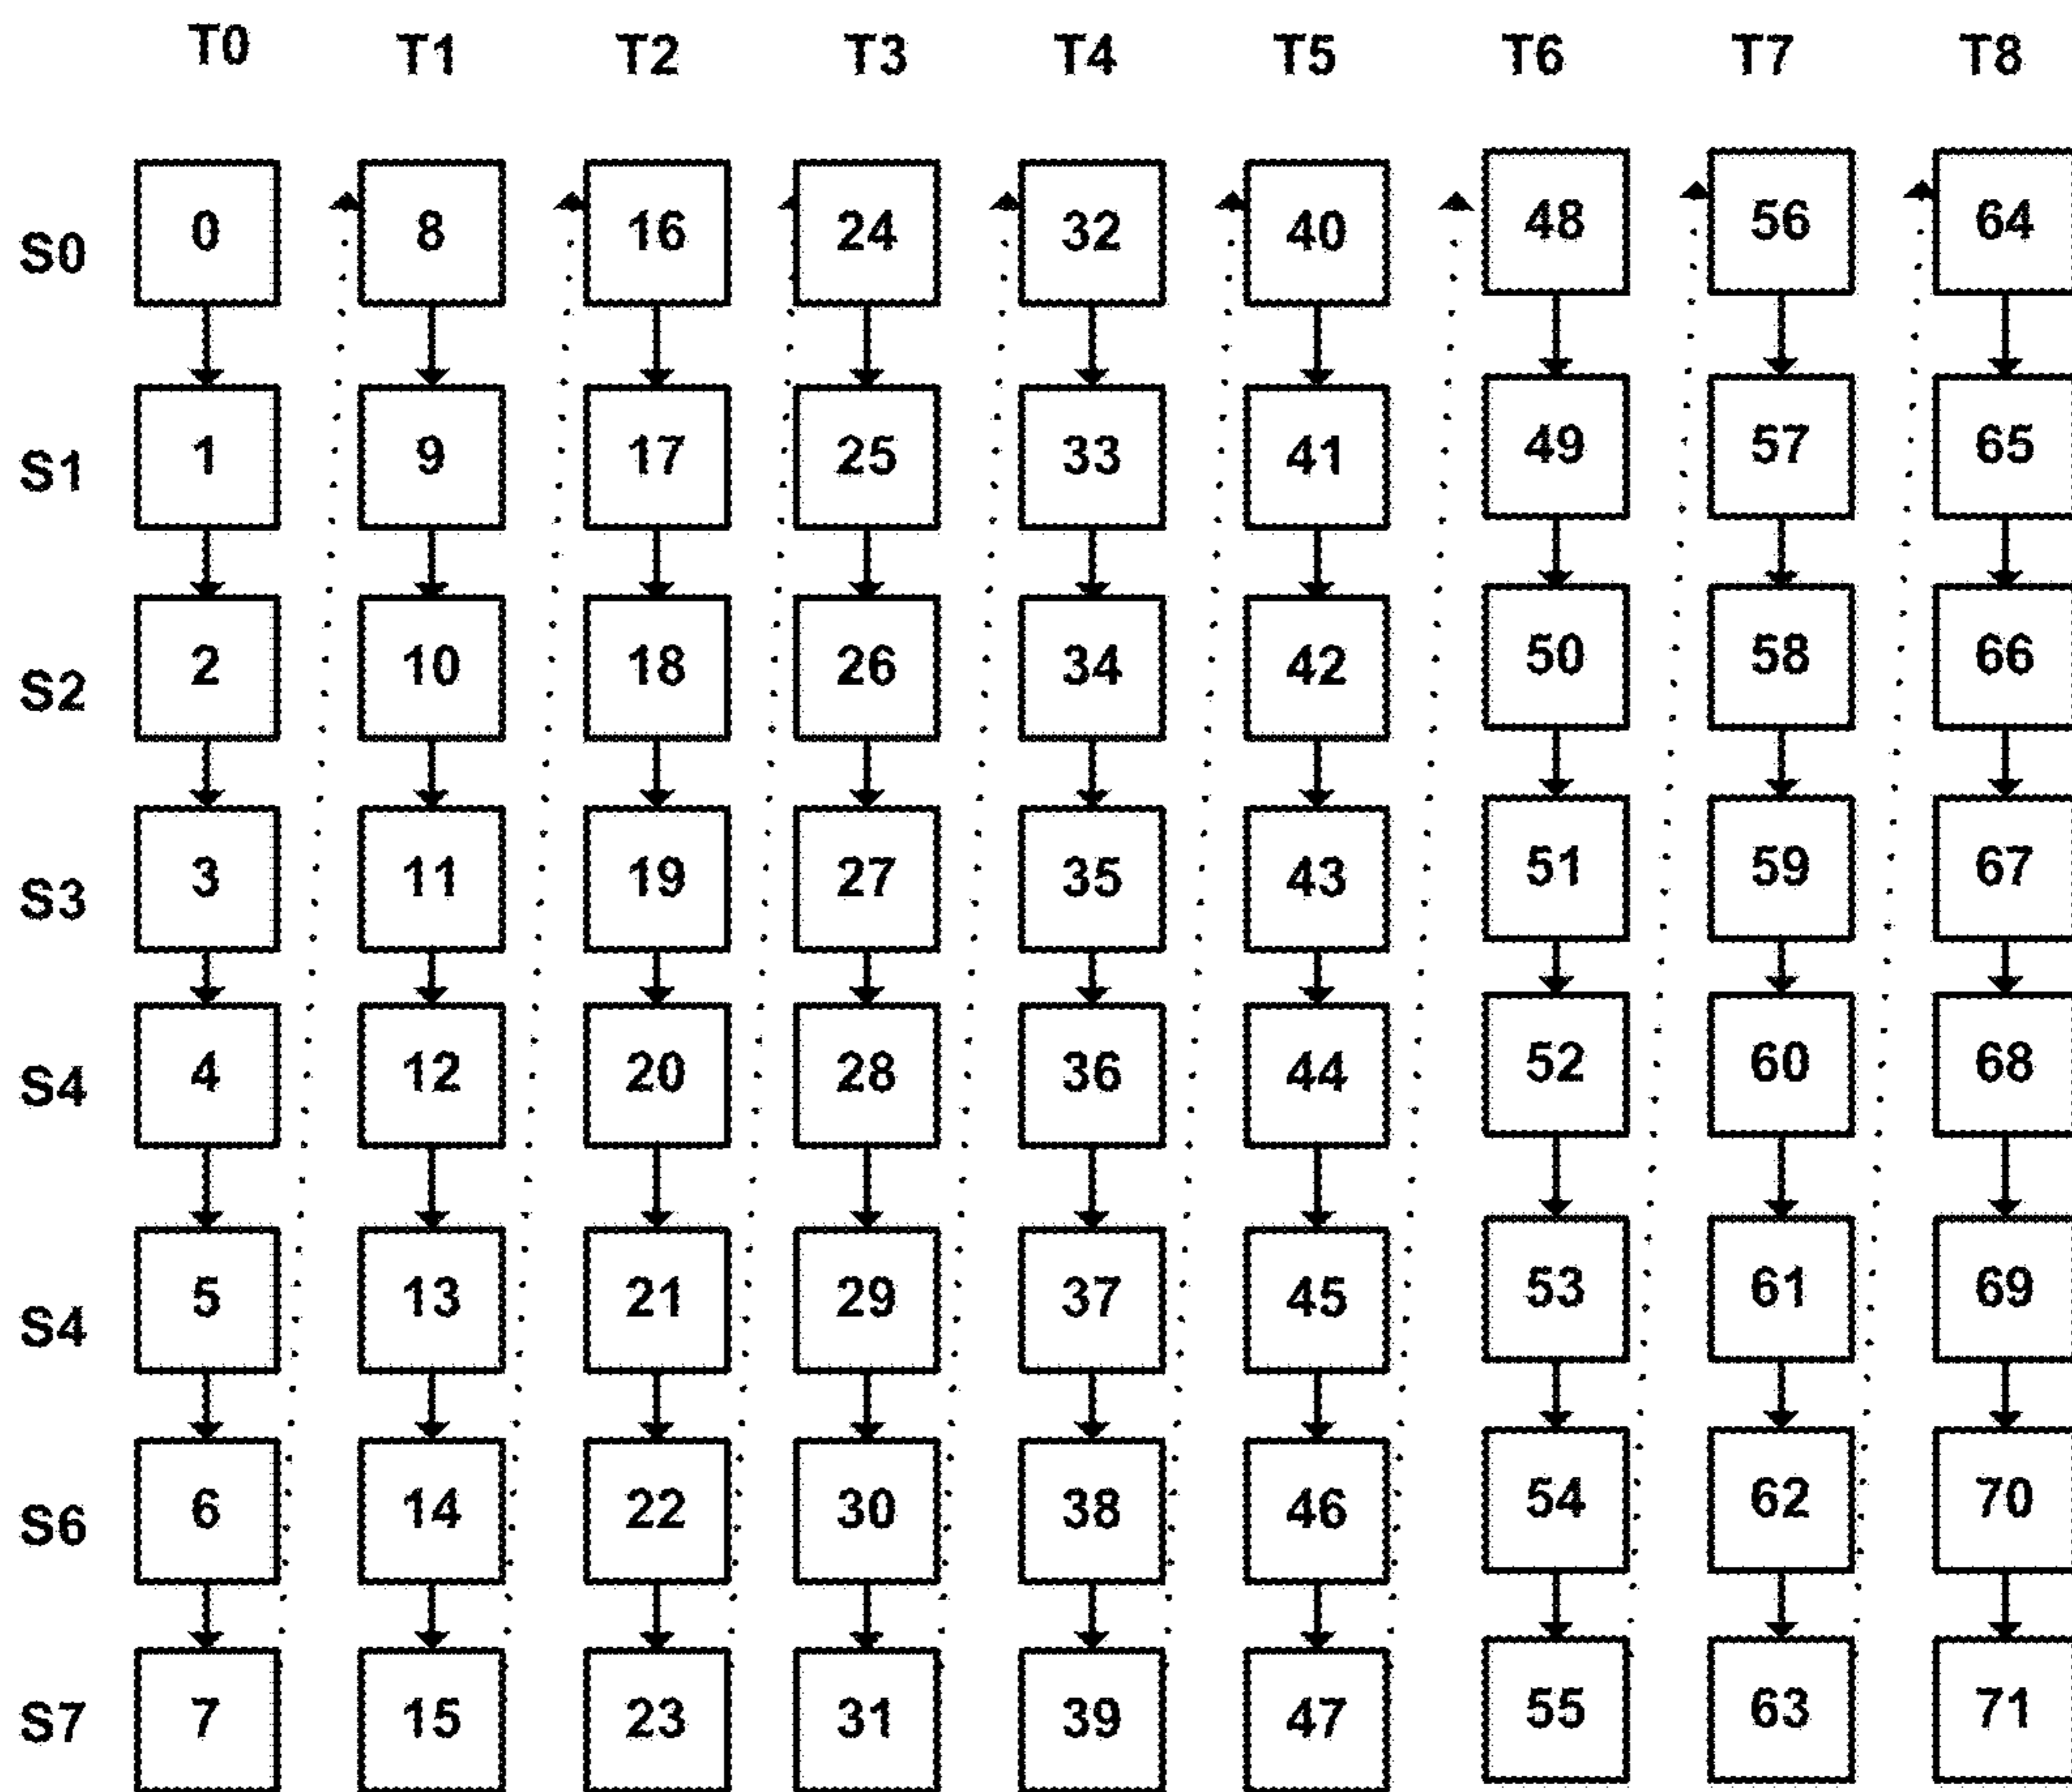 T0 T1 T2 T3 T4 T5 T6 T7 T8
S0 0 8 16 24 32 40 48 56 64
S1 1 9 17 25 33 41 49 57 65
S2 2 10 18 26 34 42 50 58 66
S3 3 11 19 27 35 43 51 59 67
S4 4 12 20 28 36 44 52 60 68
S4 5 13 21 29 37 45 53 61 69
S6 6 14 22 30 38 46 54 62 70
S7 7 15 23 31 39 47 55 63 71